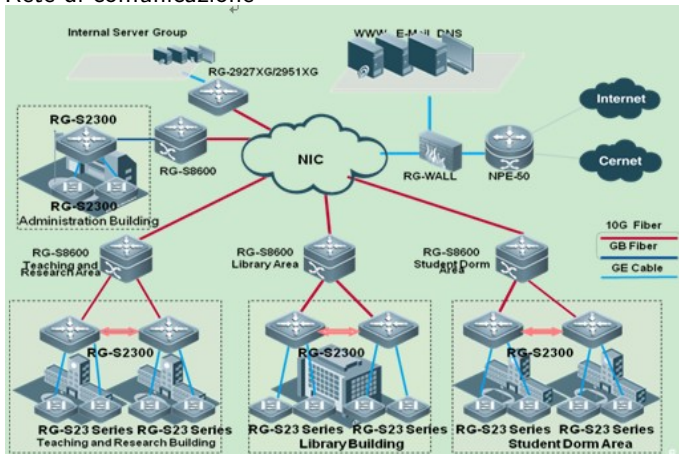 Rete di comunicazione
Internal Server Group
WWW E-Mail DNS
RG-2927XG/2951XG
RG-S2300
RG-S8600
NIC
Internet
Cernet
RG-WALL
NPE-50
RG-S2300
Administration Building
10G Fiber
GB Fiber
GE Cable
RG-S8600
Teaching and
Research Area
RG-S8600
Library Area
RG-S8600
Student Dorm
Area
RG-S2300
RG-S2300
RG-S2300
RG-S23 Series RG-S23 Series
Teaching and Research Building
RG-S23 Series RG-S23 Series
Library Building
RG-S23 Series RG-S23 Series
Student Dorm Area